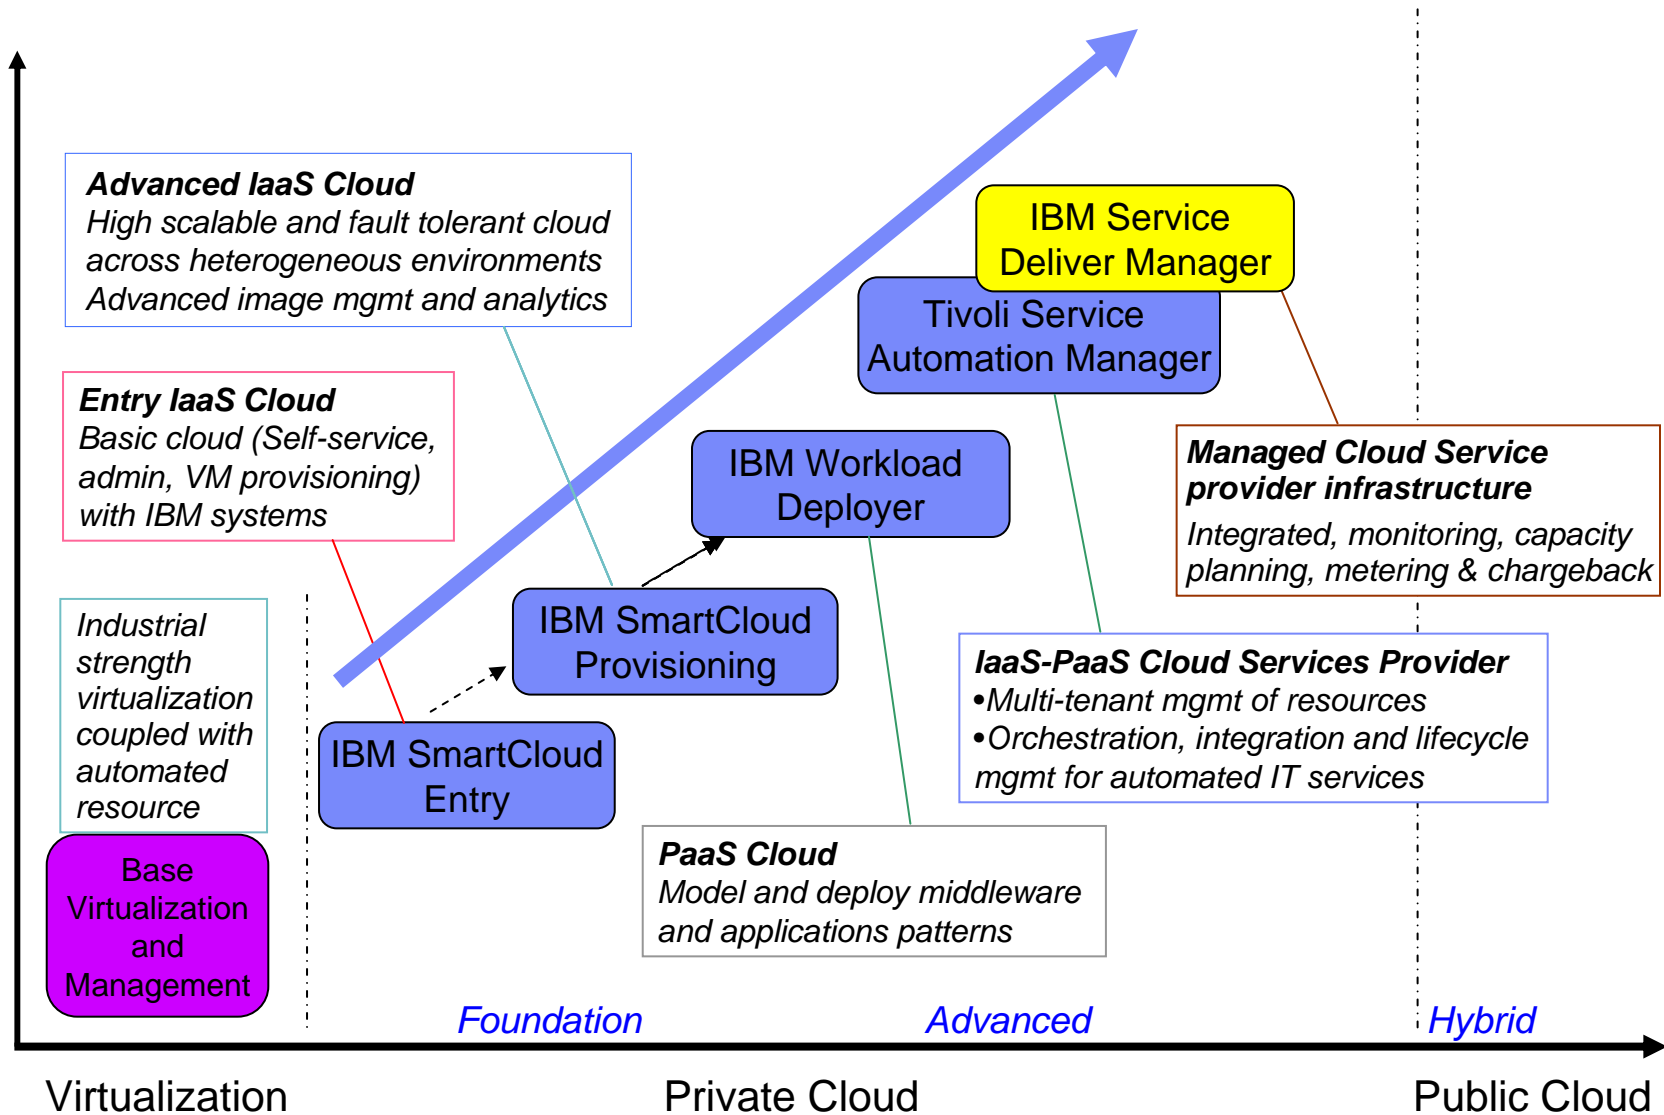 Advanced IaaS Cloud
High scalable and fault tolerant cloud
across heterogeneous environments
Advanced image mgmt and analytics
IBM Service
Deliver Manager
Tivoli Service
Automation Manager
Entry IaaS Cloud
Basic cloud (Self-service,
admin, VM provisioning)
with IBM systems
IBM Workload
Deployer
Managed Cloud Service
provider infrastructure
Integrated, monitoring, capacity
planning, metering & chargeback
Industrial
strength
virtualization
coupled with
automated
resource
IBM SmartCloud
Provisioning
IaaS-PaaS Cloud Services Provider
•Multi-tenant mgmt of resources
•Orchestration, integration and lifecycle
mgmt for automated IT services
IBM SmartCloud
Entry
Base
Virtualization
and
Management
PaaS Cloud
Model and deploy middleware
and applications patterns
Foundation
Advanced
Hybrid
Virtualization
Private Cloud
Public Cloud